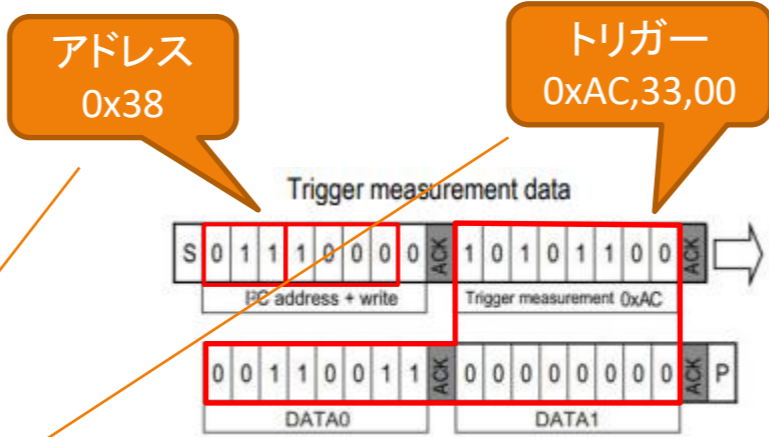 アドレス
0x38
トリガー
0xAC,33,00
Trigger measurement data
S 0 1 1 1 0 0 0 0 ACK 1 0 1 0 1 1 0 0 ACK
I²C address + write
Trigger measurement 0xAC
0 0 1 1 0 0 1 1 ACK 0 0 0 0 0 0 0 0 ACK P
DATA0
DATA1